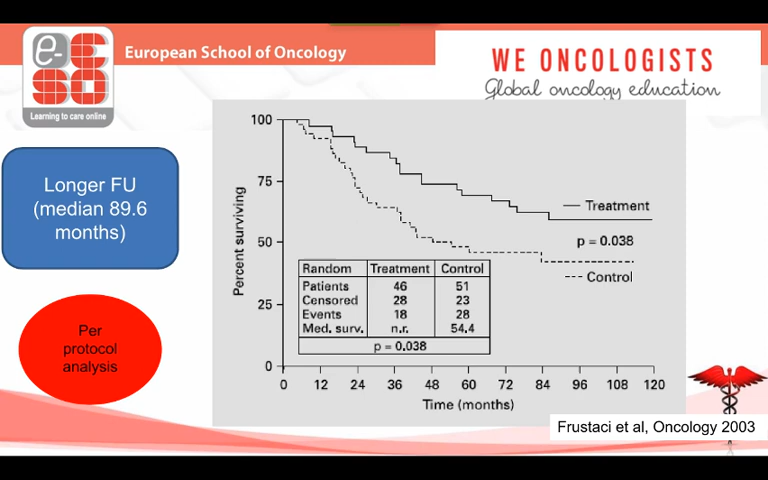 e-ESO
Learning to care online
European School of Oncology
WE ONCOLOGISTS
Global oncology education
Longer FU
(median 89.6
months)
Per
protocol
analysis
Percent surviving
100
75
50
25
0
Treatment
p = 0.038
Control
Random Treatment Control
Patients 46 51
Censored 28 23
Events 18 28
Med. surv. n.r. 54.4
p = 0.038
0 12 24 36 48 60 72 84 96 108 120
Time (months)
Frustaci et al, Oncology 2003